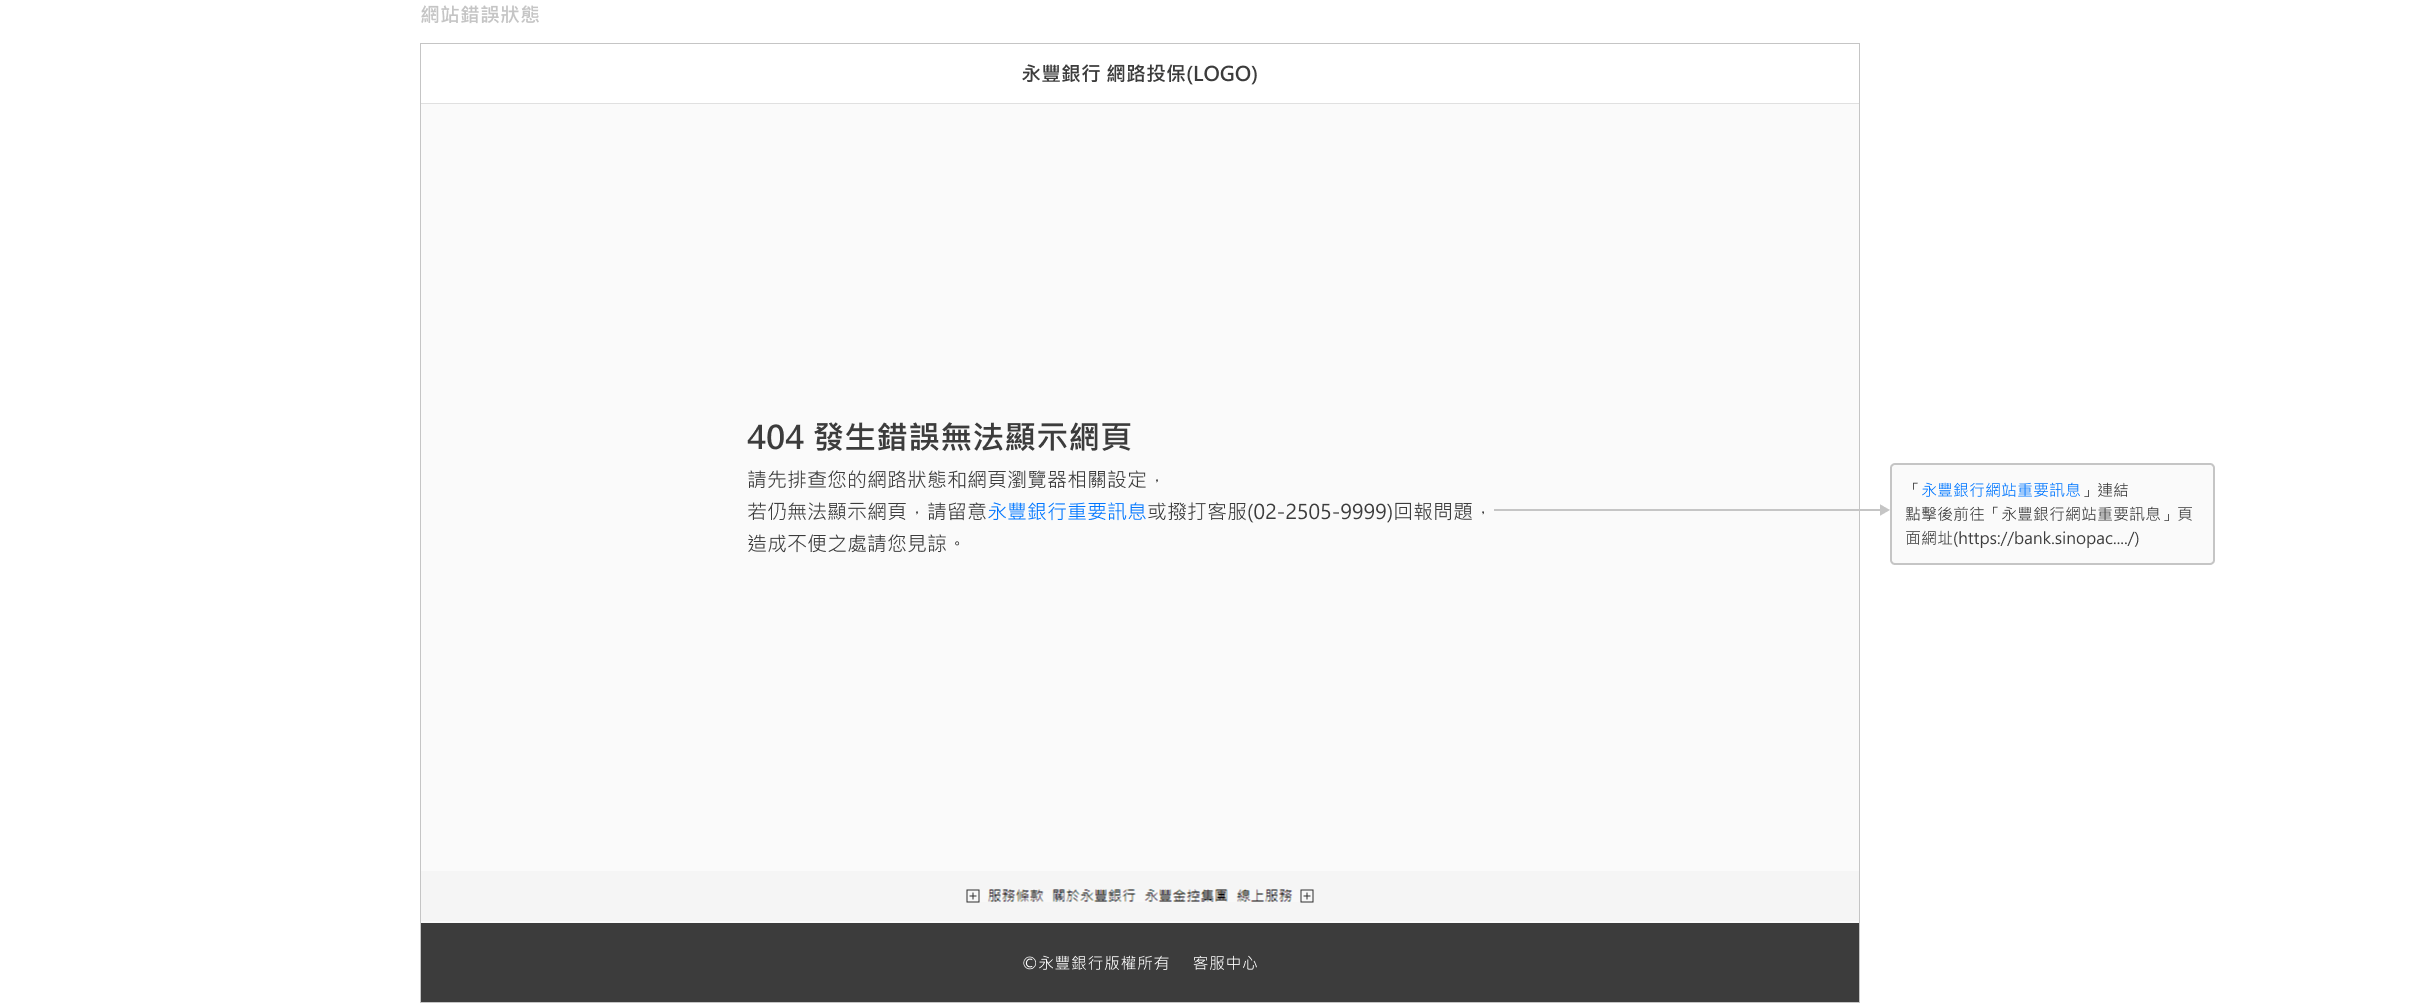 網站錯誤狀態
永豐銀行 網路投保(LOGO)
404 發生錯誤無法顯示網頁
請先排查您的網路狀態和網頁瀏覽器相關設定，
若仍無法顯示網頁，請留意永豐銀行重要訊息或撥打客服(02-2505-9999)回報問題，
造成不便之處請您見諒。
「永豐銀行網站重要訊息」連結
點擊後前往「永豐銀行網站重要訊息」頁
面網址(https://bank.sinopac..../)
服務條款 關於永豐銀行 永豐金控集團 線上服務
©永豐銀行版權所有 客服中心